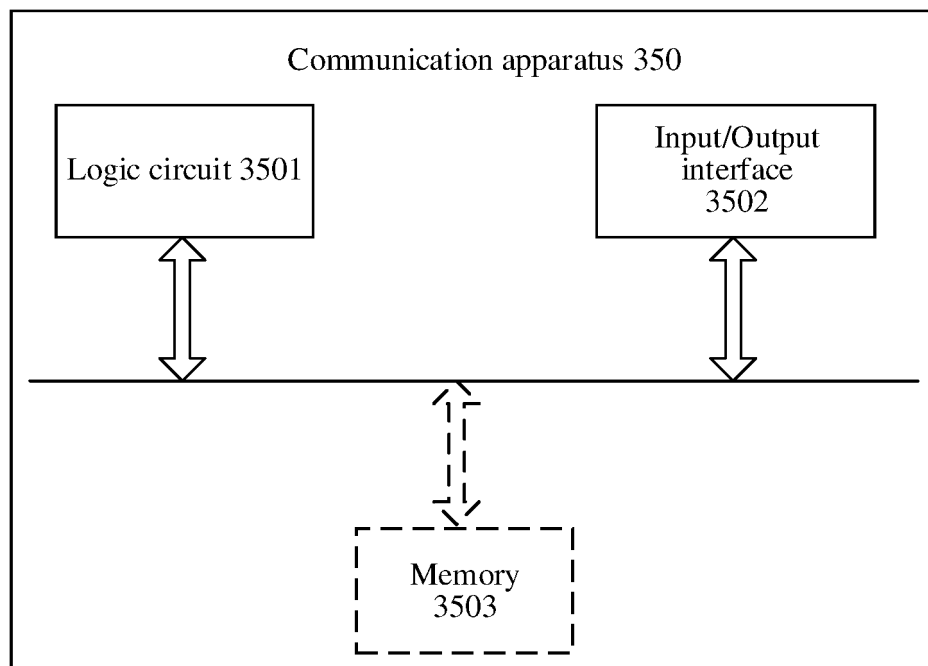 Communication apparatus 350
Logic circuit 3501
Input/Output
interface
3502
Memory
3503